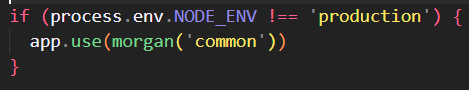 if (process.env.NODE_ENV !== 'production') {
  app.use(morgan('common'))
}